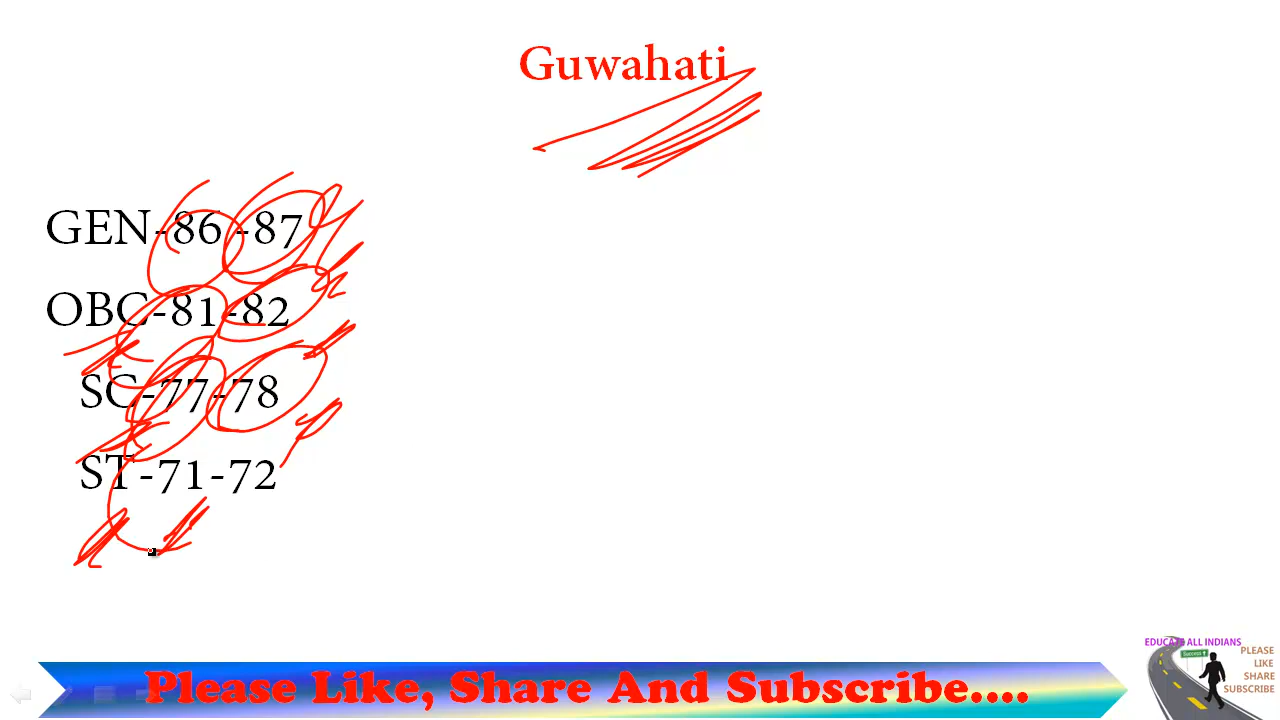 Guwahati
GEN-86 -87
OBC-81-82
SC-77-78
ST-71-72
EDUCATE ALL INDIANS
Success
PLEASE
LIKE
SHARE
SUBSCRIBE
Please Like, Share And Subscribe....